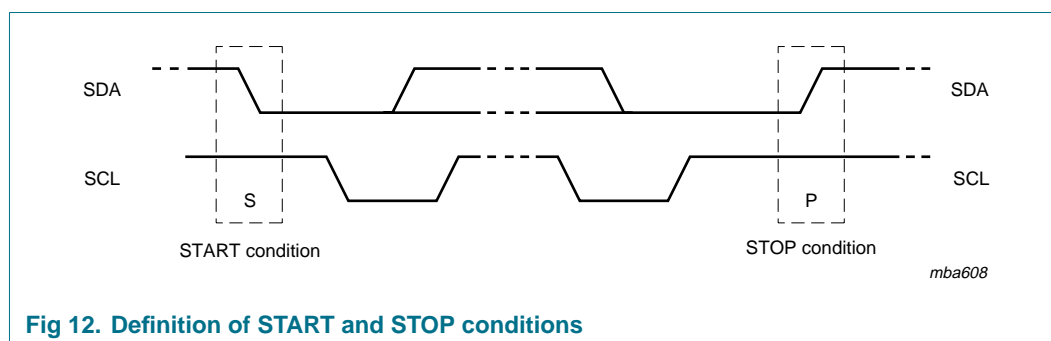 SDA
SDA
SCL
SCL
S
P
START condition
STOP condition
mba608
Fig 12. Definition of START and STOP conditions